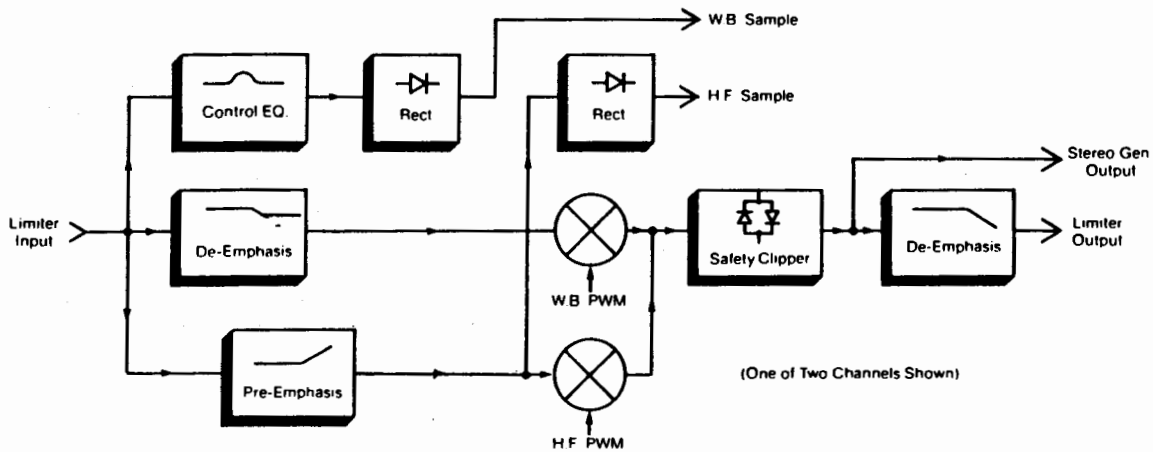 W.B Sample
Control EQ.
Rect
Rect
H.F Sample
Stereo Gen
Output
Limiter
Input
De-Emphasis
W.B PWM
Safety Clipper
De-Emphasis
Limiter
Output
Pre-Emphasis
(One of Two Channels Shown)
H.F PWM